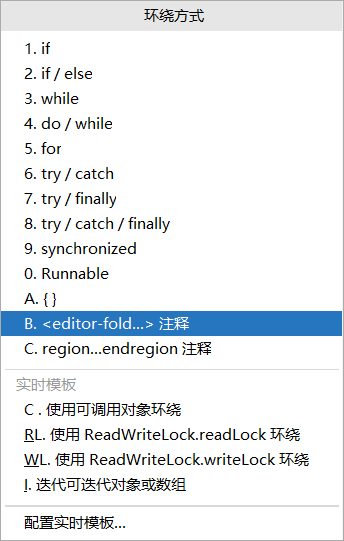 环绕方式
1. if
2. if / else
3. while
4. do / while
5. for
6. try / catch
7. try / finally
8. try / catch / finally
9. synchronized
0. Runnable
A. { }
B. <editor-fold...> 注释
C. region...endregion 注释
实时模板
C . 使用可调用对象环绕
RL. 使用 ReadWriteLock.readLock 环绕
WL. 使用 ReadWriteLock.writeLock 环绕
I. 迭代可迭代对象或数组
配置实时模板...